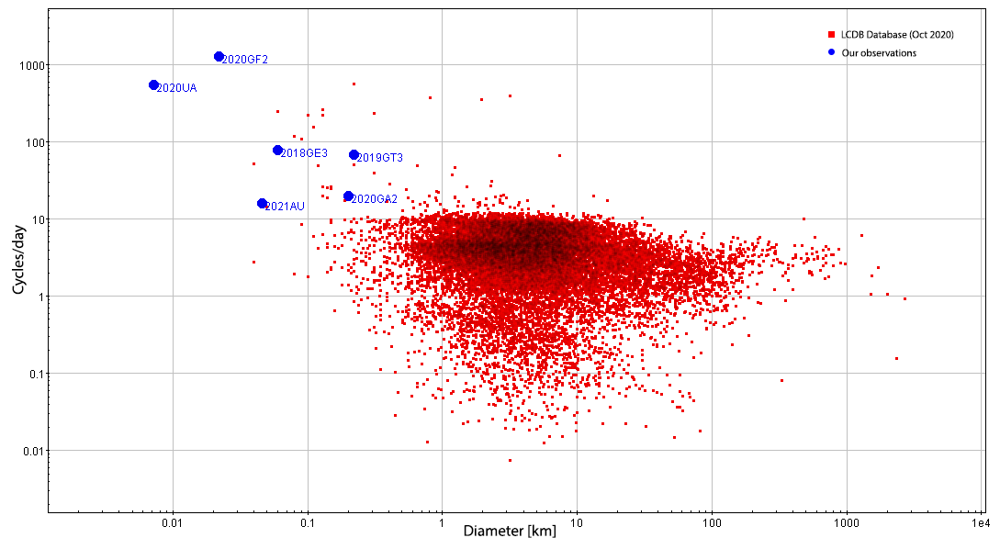 LCDB Database (Oct 2020)
Our observations
2020GF2
2020UA
2018GE3
2019GT3
2020GA2
2021AU
1000
100
10
1
0.1
0.01
Cycles/day
0.01
0.1
1
10
100
1000
1e4
Diameter [km]